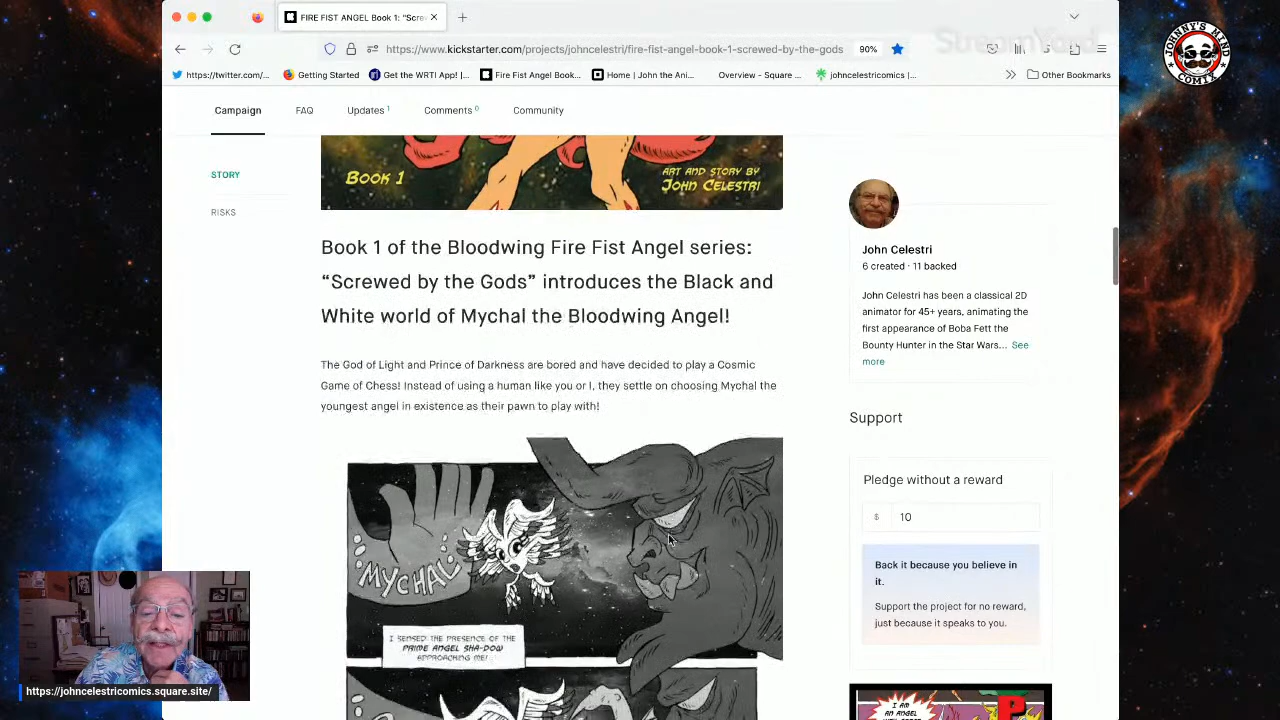 FIRE FIST ANGEL Book 1: "Scre
https://www.kickstarter.com/projects/johncelestri/fire-fist-angel-book-1-screwed-by-the-gods
90%
StreamYard
JOHNNY'S MIND
COMIX
https://twitter.com/...
Getting Started
Get the WRTI App! |...
Fire Fist Angel Book...
Home | John the Ani...
Overview - Square ...
johncelestricomics |...
Other Bookmarks
Campaign
FAQ
Updates 1
Comments 0
Community
STORY
RISKS
BOOK 1
ART AND STORY BY
JOHN CELESTRI
Book 1 of the Bloodwing Fire Fist Angel series:
“Screwed by the Gods” introduces the Black and
White world of Mychal the Bloodwing Angel!
The God of Light and Prince of Darkness are bored and have decided to play a Cosmic
Game of Chess! Instead of using a human like you or I, they settle on choosing Mychal the
youngest angel in existence as their pawn to play with!
MYCHAL
I SENSED THE PRESENCE OF THE
PRIME ANGEL SHA-DOW
APPROACHING ME!
John Celestri
6 created · 11 backed
John Celestri has been a classical 2D
animator for 45+ years, animating the
first appearance of Boba Fett the
Bounty Hunter in the Star Wars... See
more
Support
Pledge without a reward
$ 10
Back it because you believe in
it.
Support the project for no reward,
just because it speaks to you.
I AM
AN ANGEL
https://johncelestricomics.square.site/